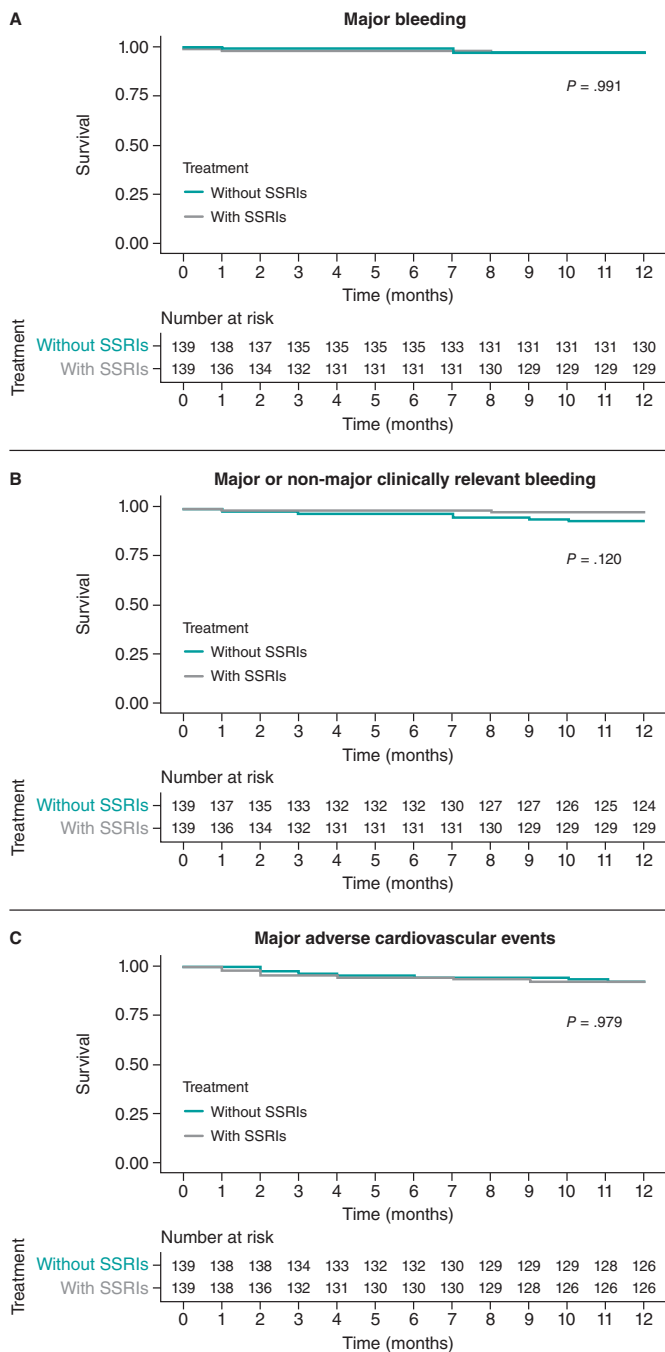 A
Major bleeding
1.00
0.75
0.50
0.25
0.00
Survival
P = .991
Treatment
Without SSRIs
With SSRIs
0 1 2 3 4 5 6 7 8 9 10 11 12
Time (months)
Number at risk
Treatment
Without SSRIs 139 138 137 135 135 135 135 133 131 131 131 131 130
With SSRIs 139 136 134 132 131 131 131 131 130 129 129 129 129
0 1 2 3 4 5 6 7 8 9 10 11 12
Time (months)
B
Major or non-major clinically relevant bleeding
1.00
0.75
0.50
0.25
0.00
Survival
P = .120
Treatment
Without SSRIs
With SSRIs
0 1 2 3 4 5 6 7 8 9 10 11 12
Time (months)
Number at risk
Treatment
Without SSRIs 139 137 135 133 132 132 132 130 127 127 126 125 124
With SSRIs 139 136 134 132 131 131 131 131 130 129 129 129 129
0 1 2 3 4 5 6 7 8 9 10 11 12
Time (months)
C
Major adverse cardiovascular events
1.00
0.75
0.50
0.25
0.00
Survival
P = .979
Treatment
Without SSRIs
With SSRIs
0 1 2 3 4 5 6 7 8 9 10 11 12
Time (months)
Number at risk
Treatment
Without SSRIs 139 138 138 134 133 132 132 130 129 129 129 128 126
With SSRIs 139 138 136 132 131 130 130 130 129 128 126 126 126
0 1 2 3 4 5 6 7 8 9 10 11 12
Time (months)